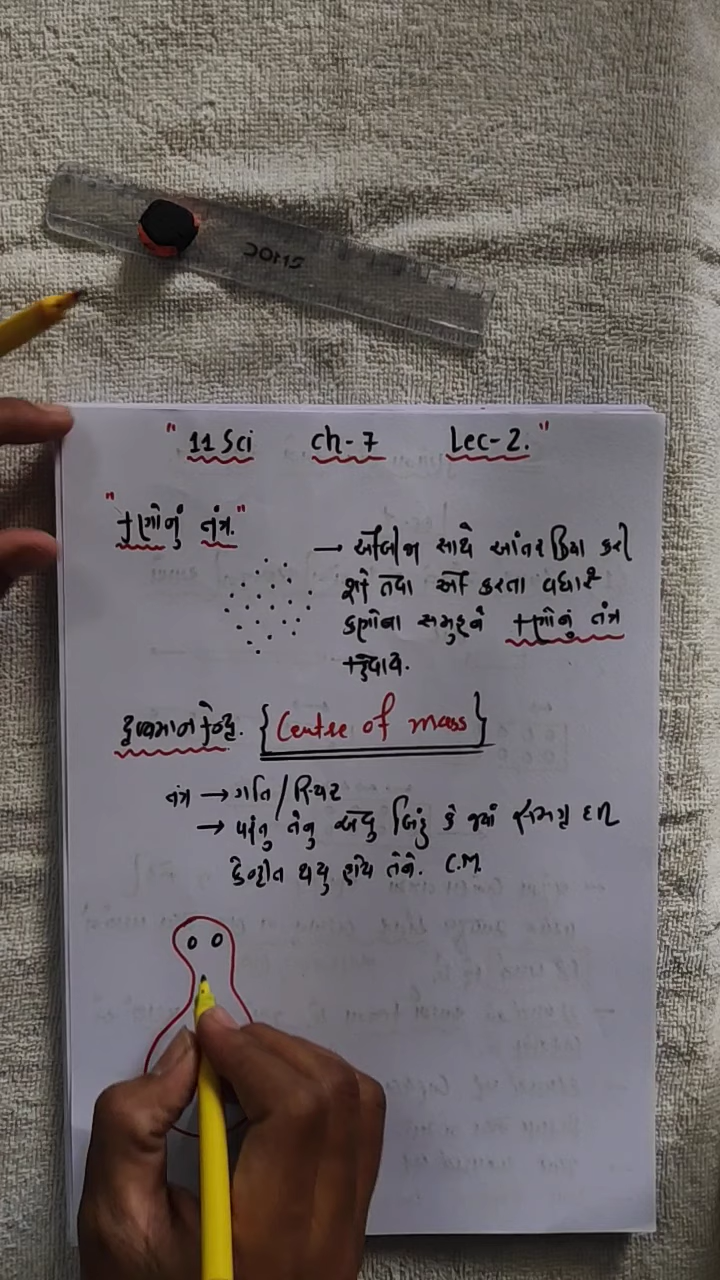 " 11 Sci ch-7 Lec-2. "
" કણોનું તંત્ર. "
→ એકબીજા સાથે આંતરક્રિયા કરી
શકે તેવા એક કરતા વધારે
કણોના સમુહને કણોનું તંત્ર
કહેવાય.
દ્રવ્યમાન કેન્દ્ર. {Centre of mass}
તંત્ર → ગતિ/સ્થિર
→ પરંતુ તેનુ એવુ બિંદુ કે જ્યાં સમગ્ર દળ
કેન્દ્રીત થયુ હોય તેને. C.M.